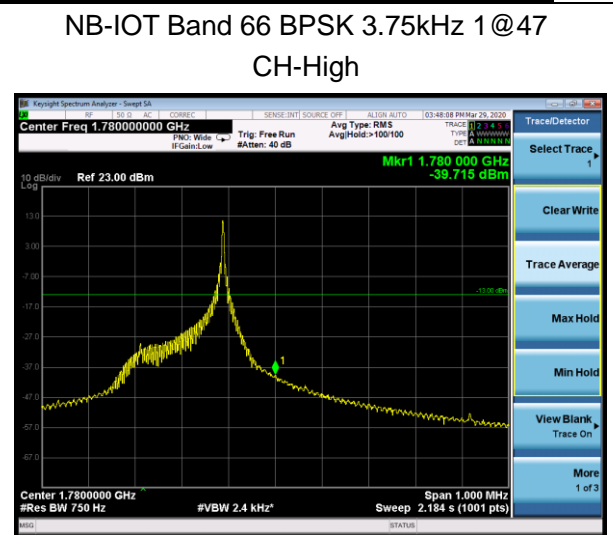 NB-IOT Band 66 BPSK 3.75kHz 1@47
CH-High
Keysight Spectrum Analyzer - Swept SA
RF 50 Ω AC CORREC SENSE:INT SOURCE OFF ALIGN AUTO 03:48:08 PM Mar 29, 2020
Center Freq 1.780000000 GHz
PNO: Wide
IFGain:Low
Trig: Free Run
#Atten: 40 dB
Avg Type: RMS
Avg|Hold:>100/100
TRACE 1 2 3 4 5 6
TYPE A WWWWW
DET A N N N N N
Mkr1 1.780 000 GHz
-39.715 dBm
10 dB/div Ref 23.00 dBm
Log
13.0
3.00
-7.00
-13.00 dBm
-17.0
-27.0
-37.0
1
-47.0
-57.0
-67.0
Center 1.7800000 GHz
#Res BW 750 Hz
#VBW 2.4 kHz*
Span 1.000 MHz
Sweep 2.184 s (1001 pts)
MSG
STATUS
Trace/Detector
Select Trace
1
Clear Write
Trace Average
Max Hold
Min Hold
View Blank
Trace On
More
1 of 3